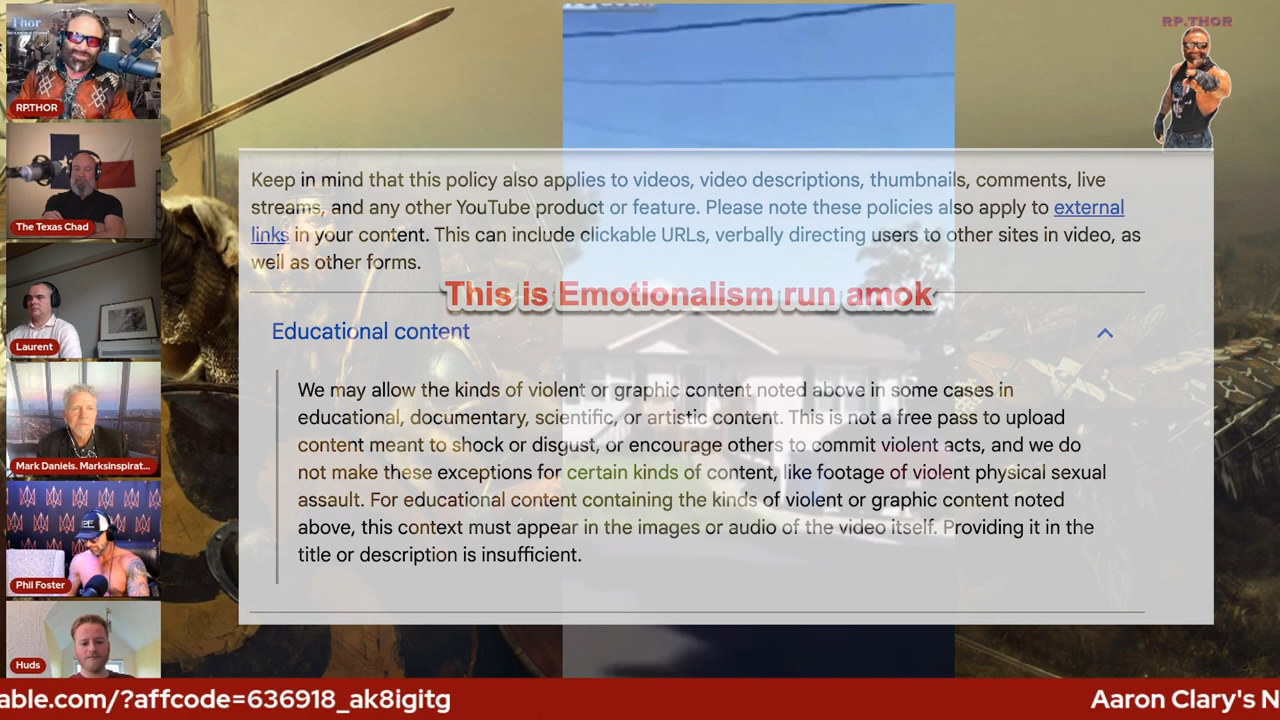 Thor
RP.THOR
RP.THOR
The Texas Chad
Laurent
Mark Daniels. Marksinspirat...
Phil Foster
Huds
Keep in mind that this policy also applies to videos, video descriptions, thumbnails, comments, live
streams, and any other YouTube product or feature. Please note these policies also apply to external
links in your content. This can include clickable URLs, verbally directing users to other sites in video, as
well as other forms.
This is Emotionalism run amok
Educational content
We may allow the kinds of violent or graphic content noted above in some cases in
educational, documentary, scientific, or artistic content. This is not a free pass to upload
content meant to shock or disgust, or encourage others to commit violent acts, and we do
not make these exceptions for certain kinds of content, like footage of violent physical sexual
assault. For educational content containing the kinds of violent or graphic content noted
above, this context must appear in the images or audio of the video itself. Providing it in the
title or description is insufficient.
able.com/?affcode=636918_ak8igitg
Aaron Clary's N